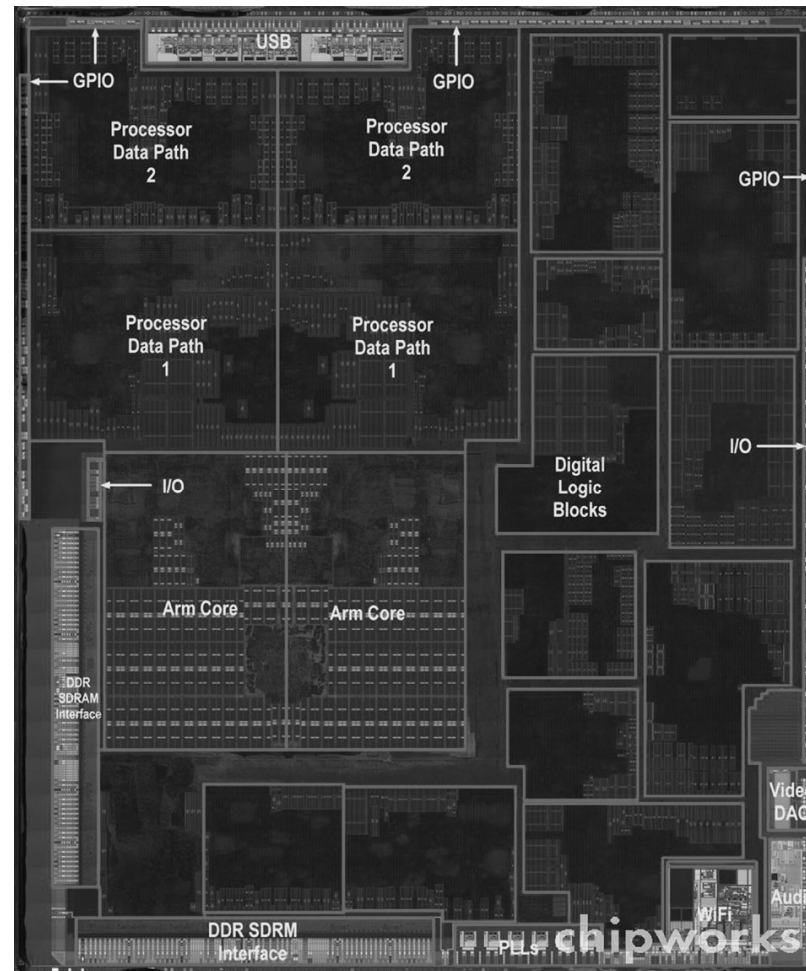 USB
GPIO
GPIO
Processor
Data Path
2
Processor
Data Path
2
GPIO
Processor
Data Path
1
Processor
Data Path
1
I/O
Digital
Logic
Blocks
I/O
Arm Core
Arm Core
DDR
SDRAM
Interface
Vide
DAC
Audi
WiFi
DDR SDRM
Interface
PLLs
chipworks